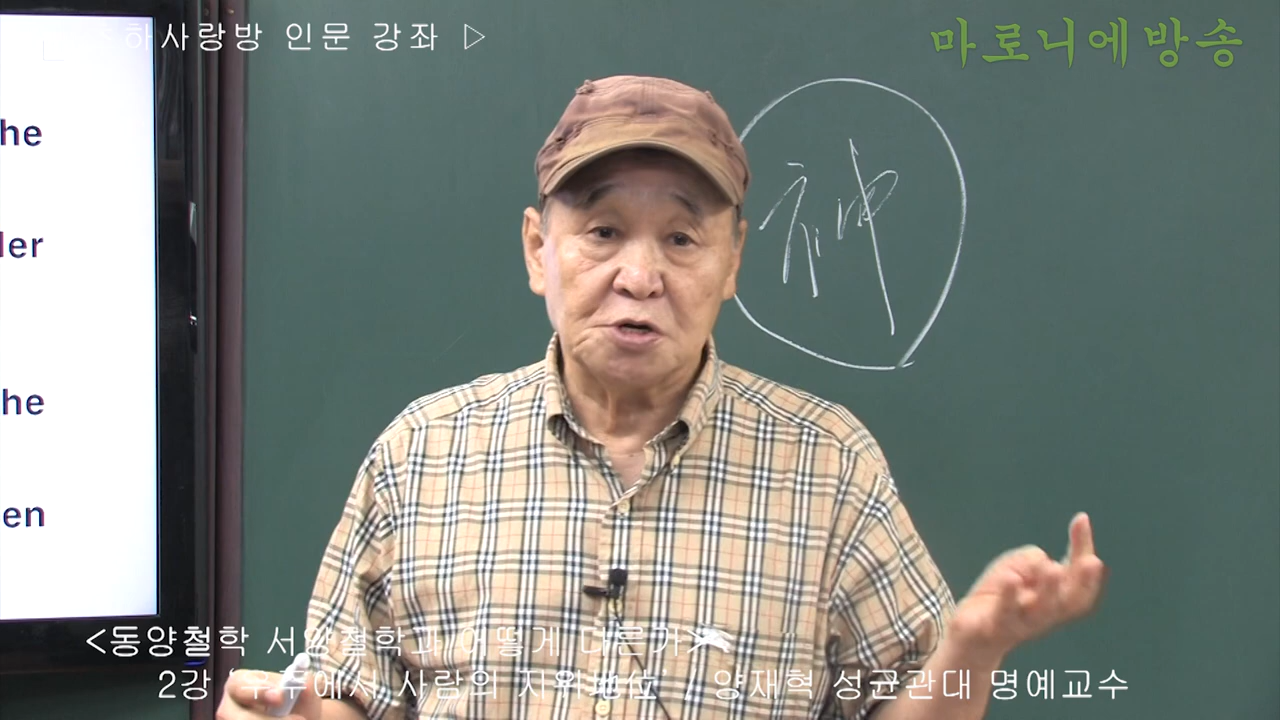 하사랑방 인문 강좌 ▷
마로니에방송
he
ler
he
en
神
<동양철학 서양철학과 어떻게 다른가>
2강 '우주에서 사람의 지위地位' / 양재혁 성균관대 명예교수